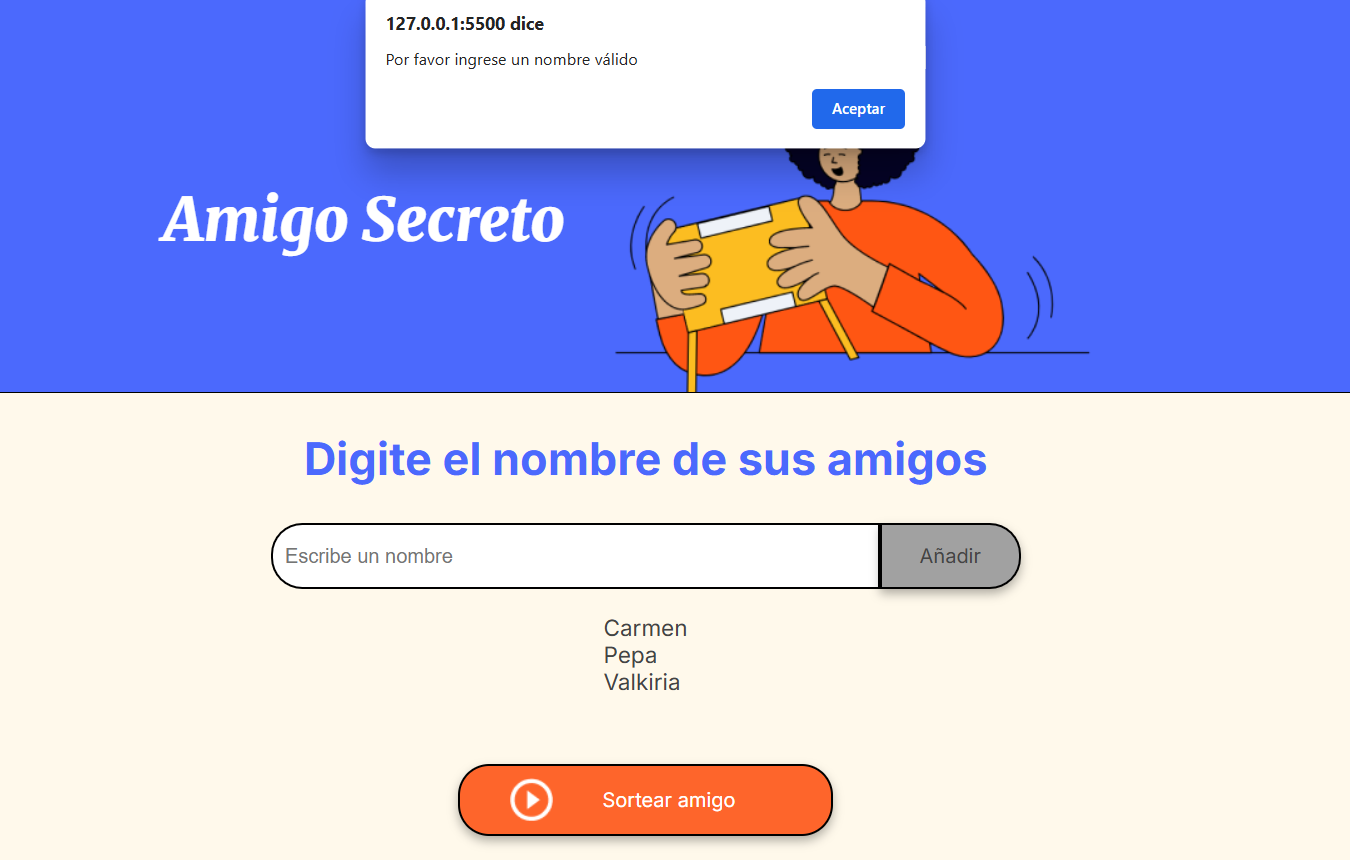 127.0.0.1:5500 dice
Por favor ingrese un nombre válido
Aceptar
Amigo Secreto
Digite el nombre de sus amigos
Escribe un nombre
Añadir
Carmen
Pepa
Valkiria
Sortear amigo